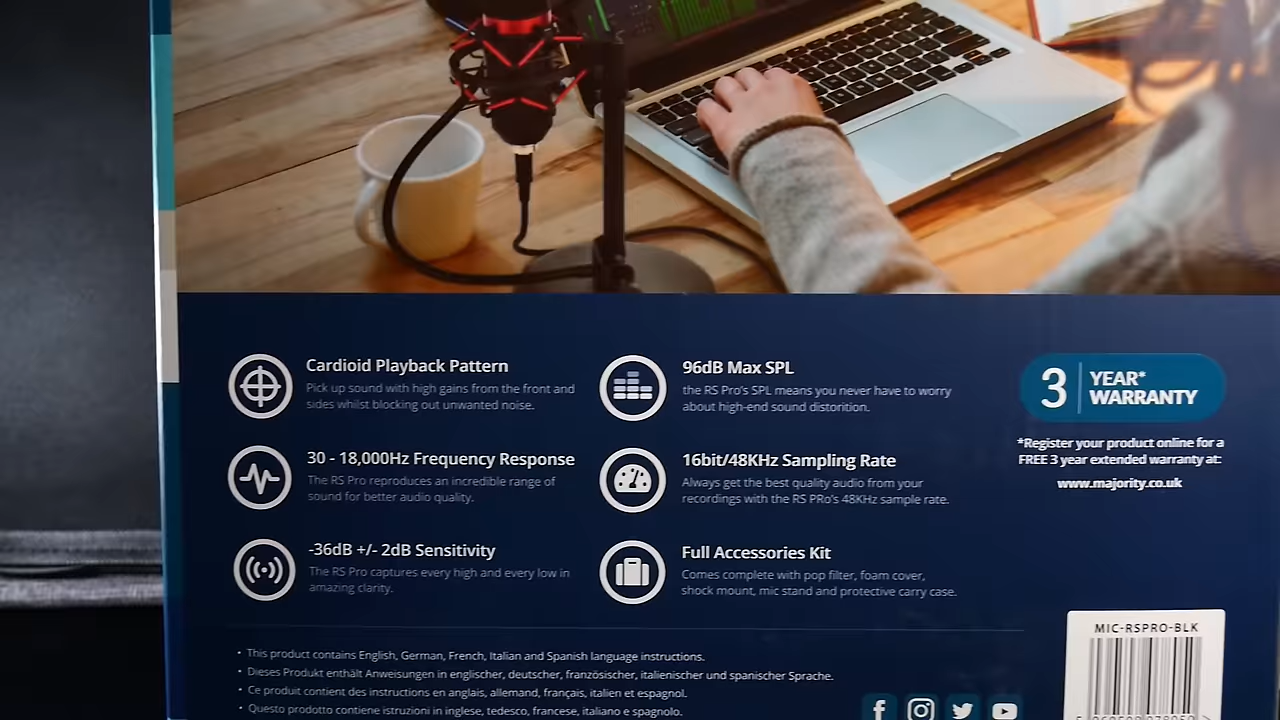 Cardioid Playback Pattern
Pick up sound with high gains from the front and
sides whilst blocking out unwanted noise.
30 - 18,000Hz Frequency Response
The RS Pro reproduces an incredible range of
sound for better audio quality.
-36dB +/- 2dB Sensitivity
The RS Pro captures every high and every low in
amazing clarity.
96dB Max SPL
the RS Pro's SPL means you never have to worry
about high-end sound distorition.
16bit/48KHz Sampling Rate
Always get the best quality audio from your
recordings with the RS PRo's 48KHz sample rate.
Full Accessories Kit
Comes complete with pop filter, foam cover,
shock mount, mic stand and protective carry case.
3 YEAR*
WARRANTY
*Register your product online for a
FREE 3 year extended warranty at:
www.majority.co.uk
• This product contains English, German, French, Italian and Spanish language instructions.
• Dieses Produkt enthält Anweisungen in englischer, deutscher, französischer, italienischer und spanischer Sprache.
• Ce produit contient des instructions en anglais, allemand, français, italien et espagnol.
• Questo prodotto contiene istruzioni in inglese, tedesco, francese, italiano e spagnolo.
MIC-RSPRO-BLK